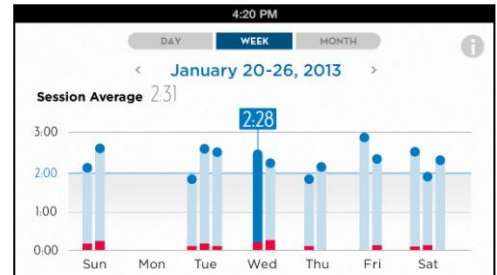 4:20 PM
DAY WEEK MONTH
< January 20-26, 2013 >
i
Session Average 2:31
2:28
3:00
2:00
1:00
0:00
Sun Mon Tue Wed Thu Fri Sat